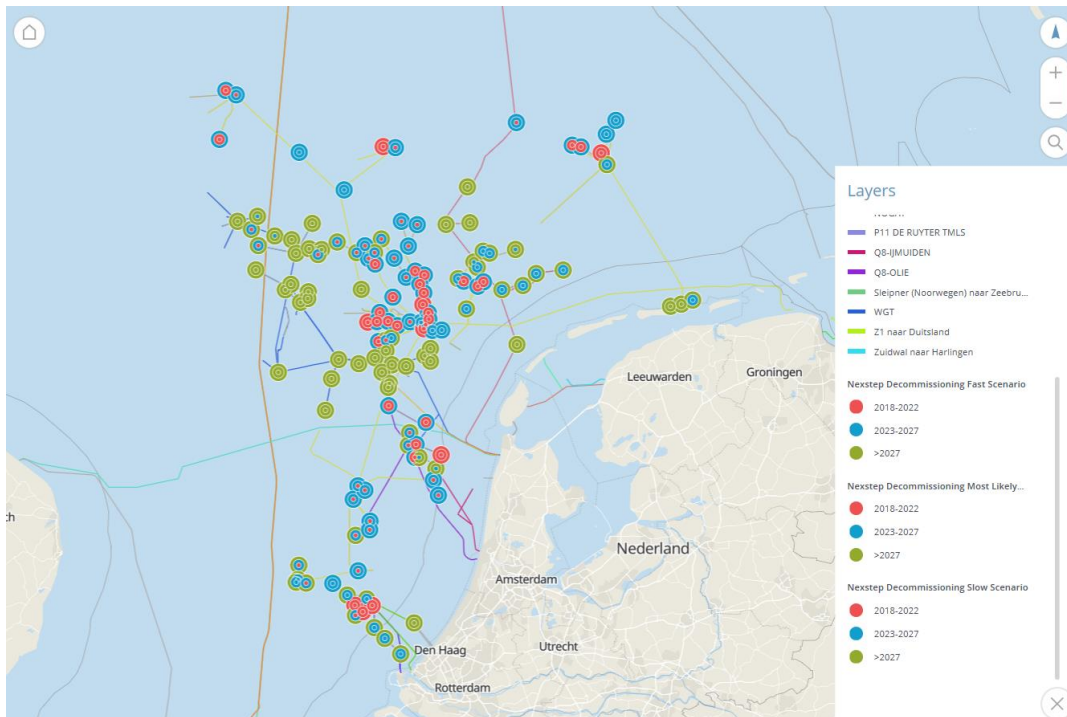 Layers
P11 DE RUYTER TMLS
Q8-IJMUIDEN
Q8-OLIE
Sleipner (Noorwegen) naar Zeebru...
WGT
Z1 naar Duitsland
Zuidwal naar Harlingen
Nexstep Decommissioning Fast Scenario
2018-2022
2023-2027
>2027
Nexstep Decommissioning Most Likely...
2018-2022
2023-2027
>2027
Nexstep Decommissioning Slow Scenario
2018-2022
2023-2027
>2027
Leeuwarden
Groningen
ch
Nederland
Amsterdam
Den Haag
Utrecht
Rotterdam